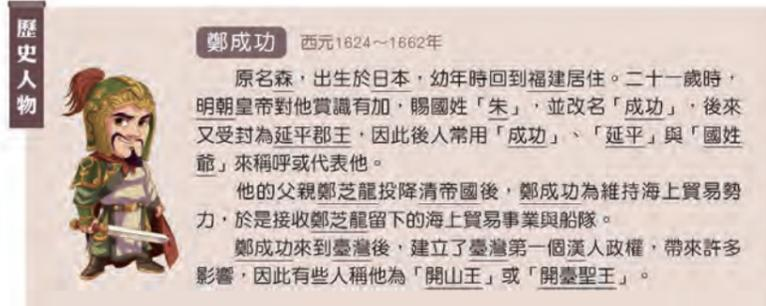 歷史人物
鄭成功 西元1624～1662年
原名森，出生於日本，幼年時回到福建居住。二十一歲時，
明朝皇帝對他賞識有加，賜國姓「朱」，並改名「成功」，後來
又受封為延平郡王，因此後人常用「成功」、「延平」與「國姓
爺」來稱呼或代表他。
他的父親鄭芝龍投降清帝國後，鄭成功為維持海上貿易勢
力，於是接收鄭芝龍留下的海上貿易事業與船隊。
鄭成功來到臺灣後，建立了臺灣第一個漢人政權，帶來許多
影響，因此有些人稱他為「開山王」或「開臺聖王」。